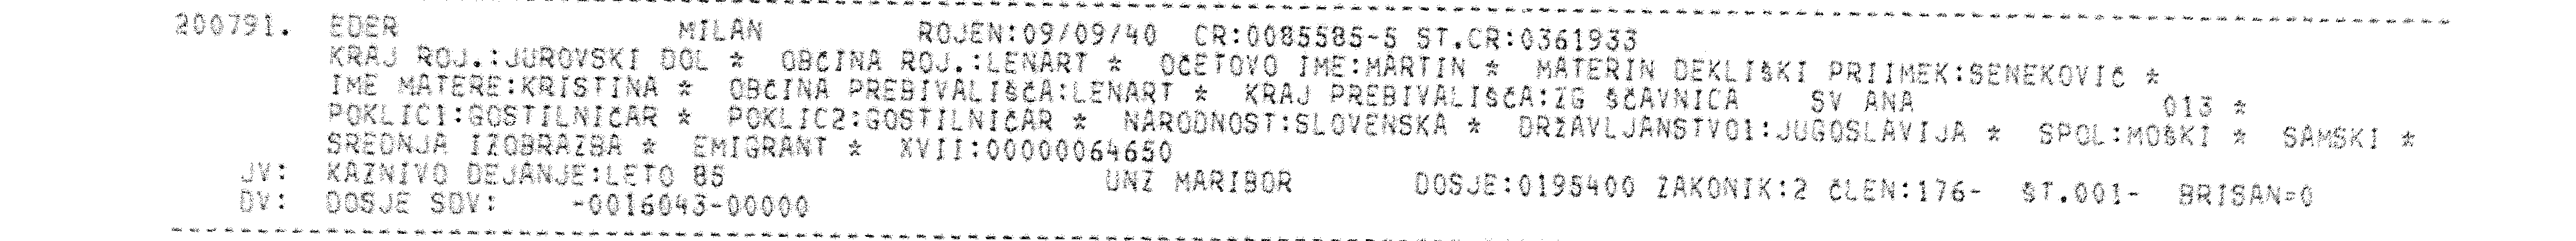 200791. EDER MILAN ROJEN:09/09/40 CR:0085585-5 ST.CR:0361933
KRAJ ROJ.:JUROVSKI DOL * OBČINA ROJ.:LENART * OČETOVO IME:MARTIN * MATERIN DEKLIŠKI PRIIMEK:SENEKOVIČ *
IME MATERE:KRISTINA * OBČINA PREBIVALIŠČA:LENART * KRAJ PREBIVALIŠČA:ZG ŠČAVNICA SV ANA 013 *
POKLIC1:GOSTILNIČAR * POKLIC2:GOSTILNIČAR * NARODNOST:SLOVENSKA * DRŽAVLJANSTVO1:JUGOSLAVIJA * SPOL:MOŠKI * SAMSKI *
SREDNJA IZOBRAZBA * EMIGRANT * XVII:00000064650
JV: KAZNIVO DEJANJE:LETO 85 UNZ MARIBOR DOSJE:0195400 ZAKONIK:2 ČLEN:176- ŠT.001- BRISAN=0
DV: DOSJE SDV: -0016043-00000